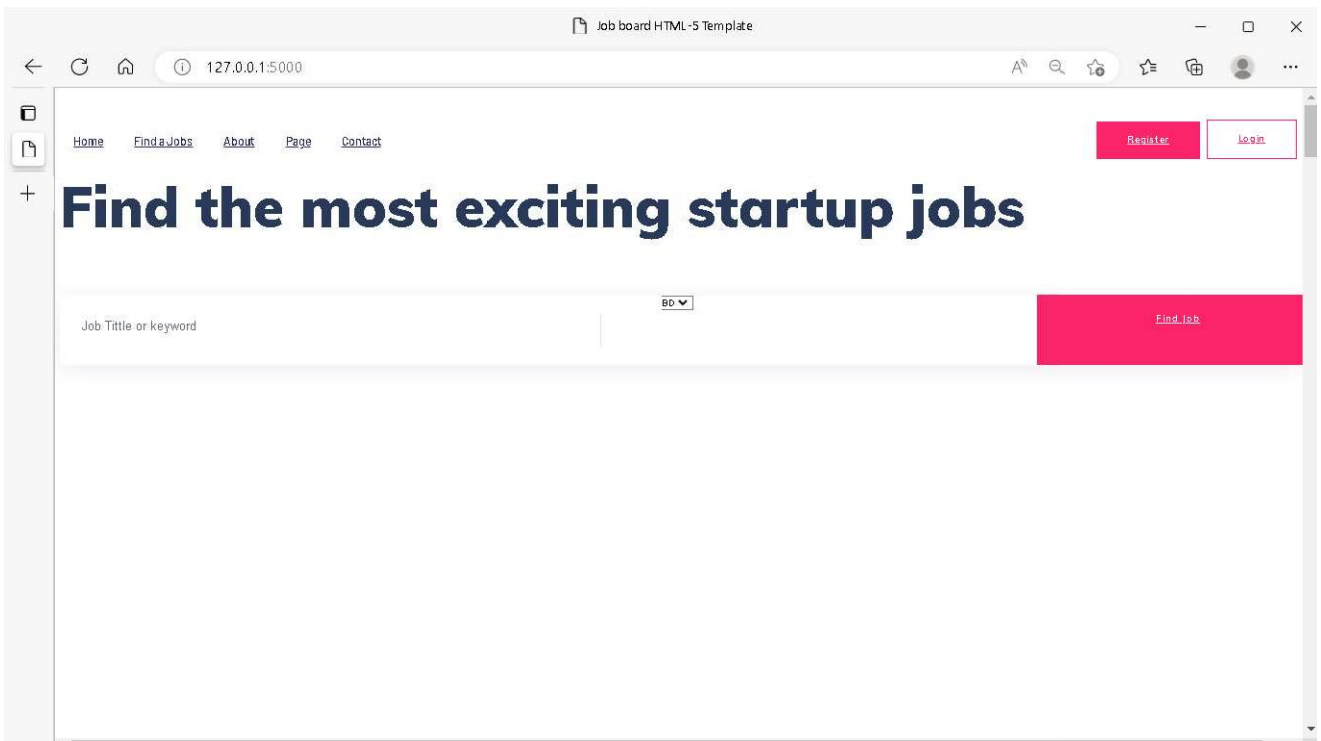 Job board HTML-5 Template
127.0.0.1:5000
Home Find a Jobs About Page Contact Register Login
Find the most exciting startup jobs
BD
Job Tittle or keyword Find Job